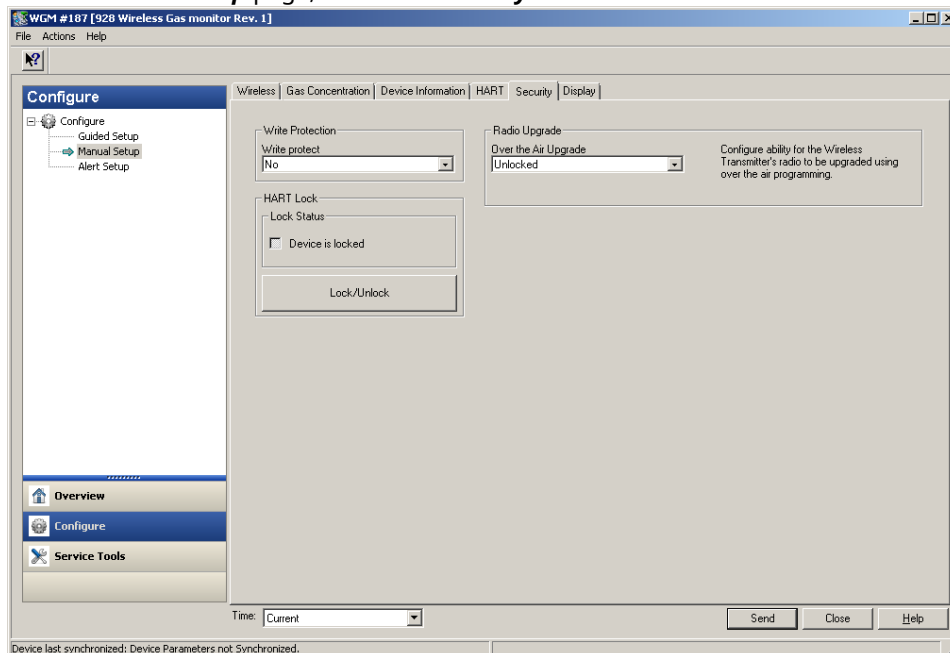 WGM #187 [928 Wireless Gas monitor Rev. 1]
File Actions Help
Configure
Configure
Guided Setup
Manual Setup
Alert Setup
Overview
Configure
Service Tools
Wireless Gas Concentration Device Information HART Security Display
Write Protection
Write protect
No
HART Lock
Lock Status
Device is locked
Lock/Unlock
Radio Upgrade
Over the Air Upgrade
Unlocked
Configure ability for the Wireless
Transmitter's radio to be upgraded using
over the air programming.
Time: Current
Send Close Help
Device last synchronized: Device Parameters not Synchronized.